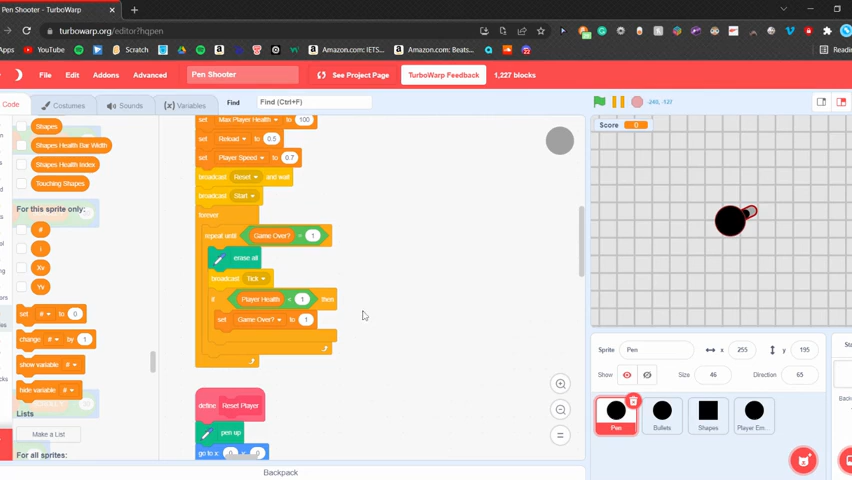 Pen Shooter - TurboWarp
turbowarp.org/editor?hqpen
YouTube
Scratch
Amazon.com: IETS...
Amazon.com: Beats...
22
Readin
File Edit Addons Advanced Pen Shooter See Project Page TurboWarp Feedback 1,227 blocks
Code Costumes Sounds Variables Find Find (Ctrl+F) -240, -127
Shapes
Shapes Health Bar Width
Shapes Health Index
Touching Shapes
For this sprite only:
#
i
Xv
Yv
set # to 0
change # by 1
show variable #
hide variable #
Lists
Make a List
For all sprites:
set Max Player Health to 100
set Reload to 0.5
set Player Speed to 0.7
broadcast Reset and wait
broadcast Start
forever
repeat until Game Over? = 1
erase all
broadcast Tick
if Player Health < 1 then
set Game Over? to 1
define Reset Player
pen up
go to x: 0 y: 0
Score 0
Sprite Pen x 255 y 195
Show Size 46 Direction 65
Pen Bullets Shapes Player Em...
Backpack